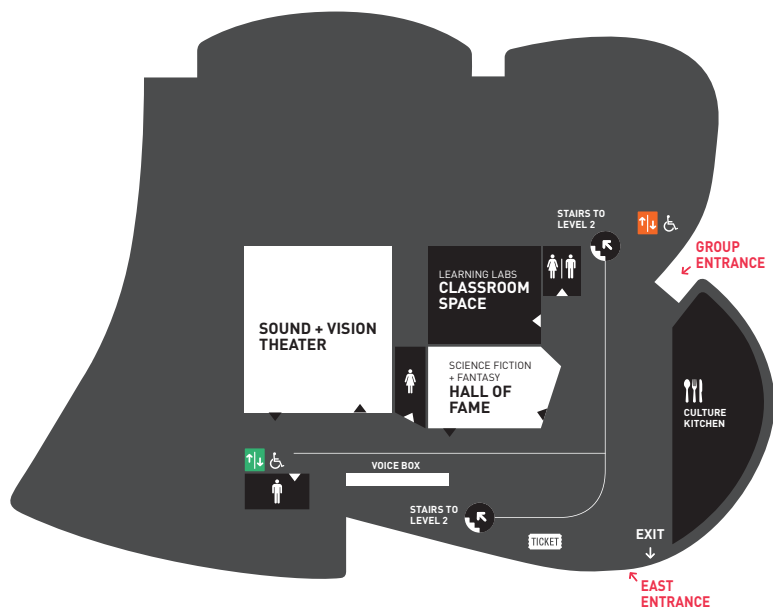 STAIRS TO
LEVEL 2
GROUP
ENTRANCE
LEARNING LABS
CLASSROOM
SPACE
SOUND + VISION
THEATER
SCIENCE FICTION
+ FANTASY
HALL OF
FAME
CULTURE
KITCHEN
VOICE BOX
STAIRS TO
LEVEL 2
TICKET
EXIT
EAST
ENTRANCE